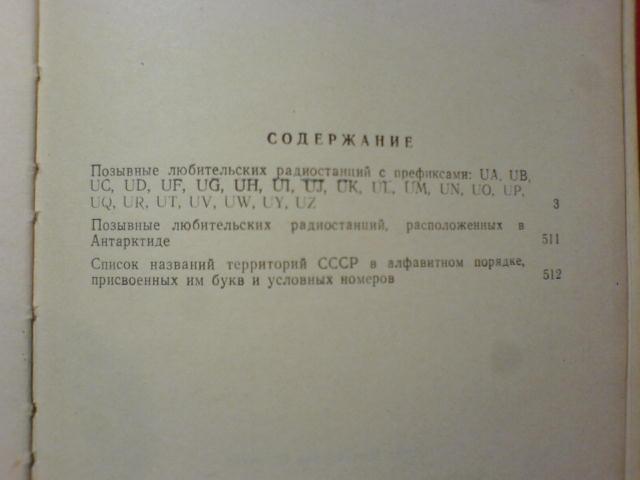 СОДЕРЖАНИЕ
Позывные любительских радиостанций с префиксами: UA, UB,
UC, UD, UF, UG, UH, UI, UJ, UK, UL, UM, UN, UO, UP,
UQ, UR, UT, UV, UW, UY, UZ 3
Позывные любительских радиостанций, расположенных в
Антарктиде 511
Список названий территорий СССР в алфавитном порядке,
присвоенных им букв и условных номеров 512